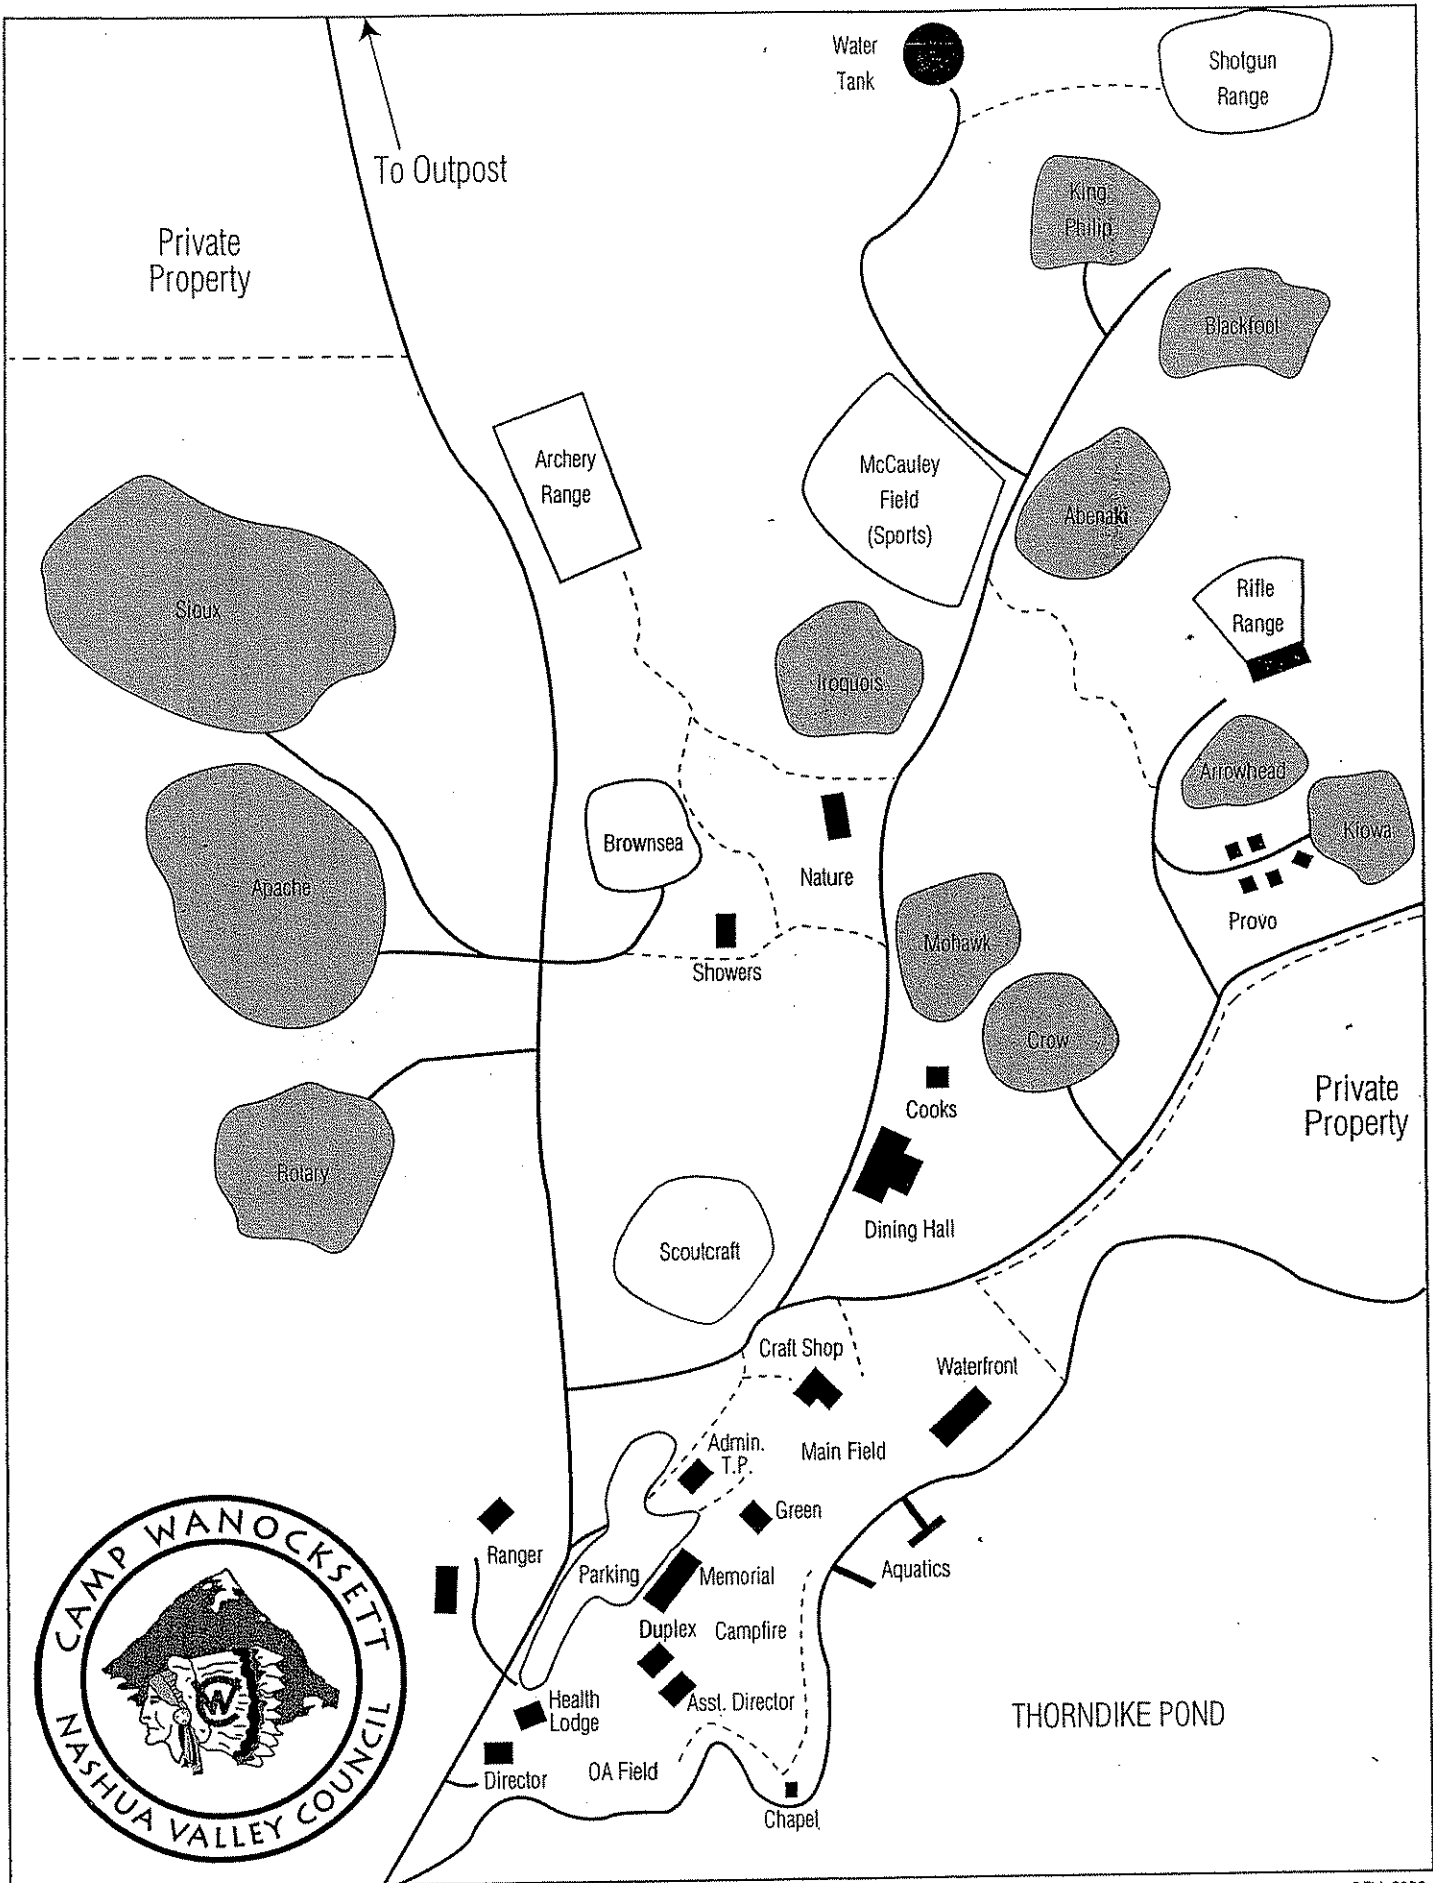 Water
Tank
Shotgun
Range
To Outpost
King
Philip
Private
Property
Blackfoot
Archery
Range
McCauley
Field
(Sports)
Abenaki
Sioux
Rifle
Range
Iroquois
Arrowhead
Kiowa
Brownsea
Nature
Apache
Provo
Mohawk
Showers
Crow
Cooks
Private
Property
Rotary
Dining Hall
Scoutcraft
Craft Shop
Waterfront
Admin.
T.P.
Main Field
Green
Ranger
Parking
Memorial
Aquatics
Duplex
Campfire
Health
Lodge
Asst. Director
THORNDIKE POND
Director
OA Field
Chapel
CAMP WANOCKSETT
CW
NASHUA VALLEY COUNCIL